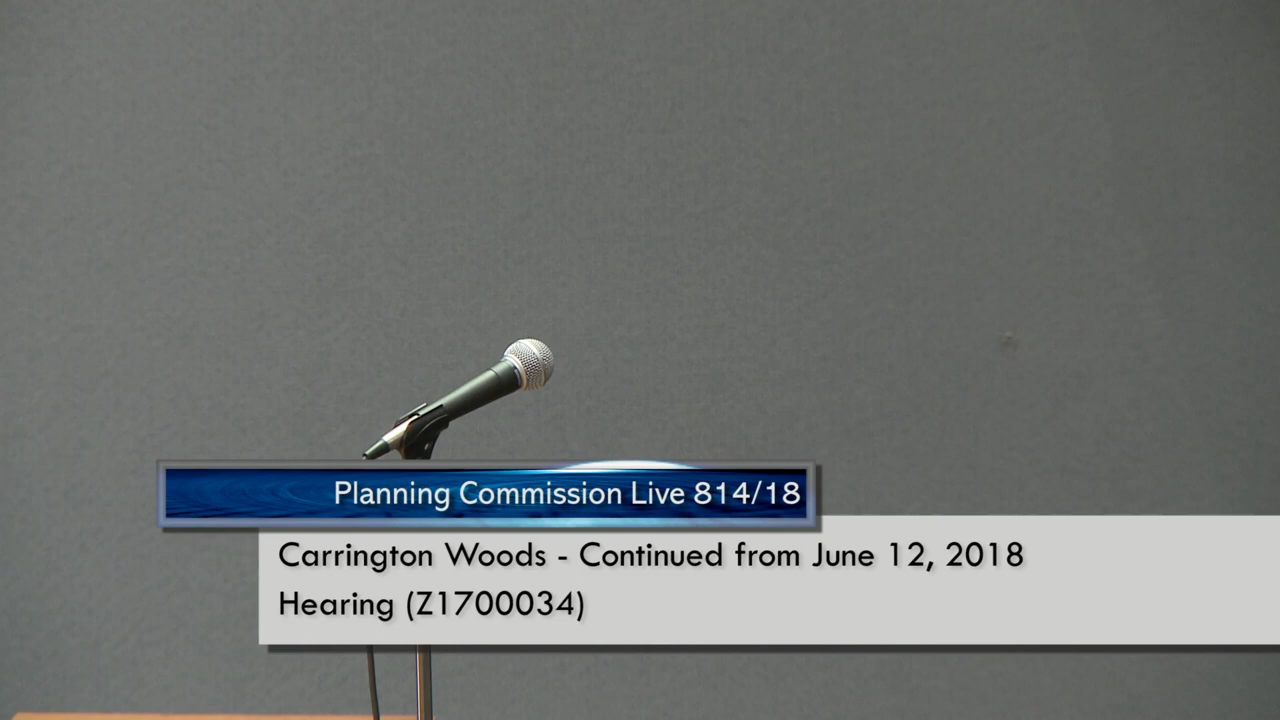 Planning Commission Live 814/18
Carrington Woods - Continued from June 12, 2018
Hearing (Z1700034)